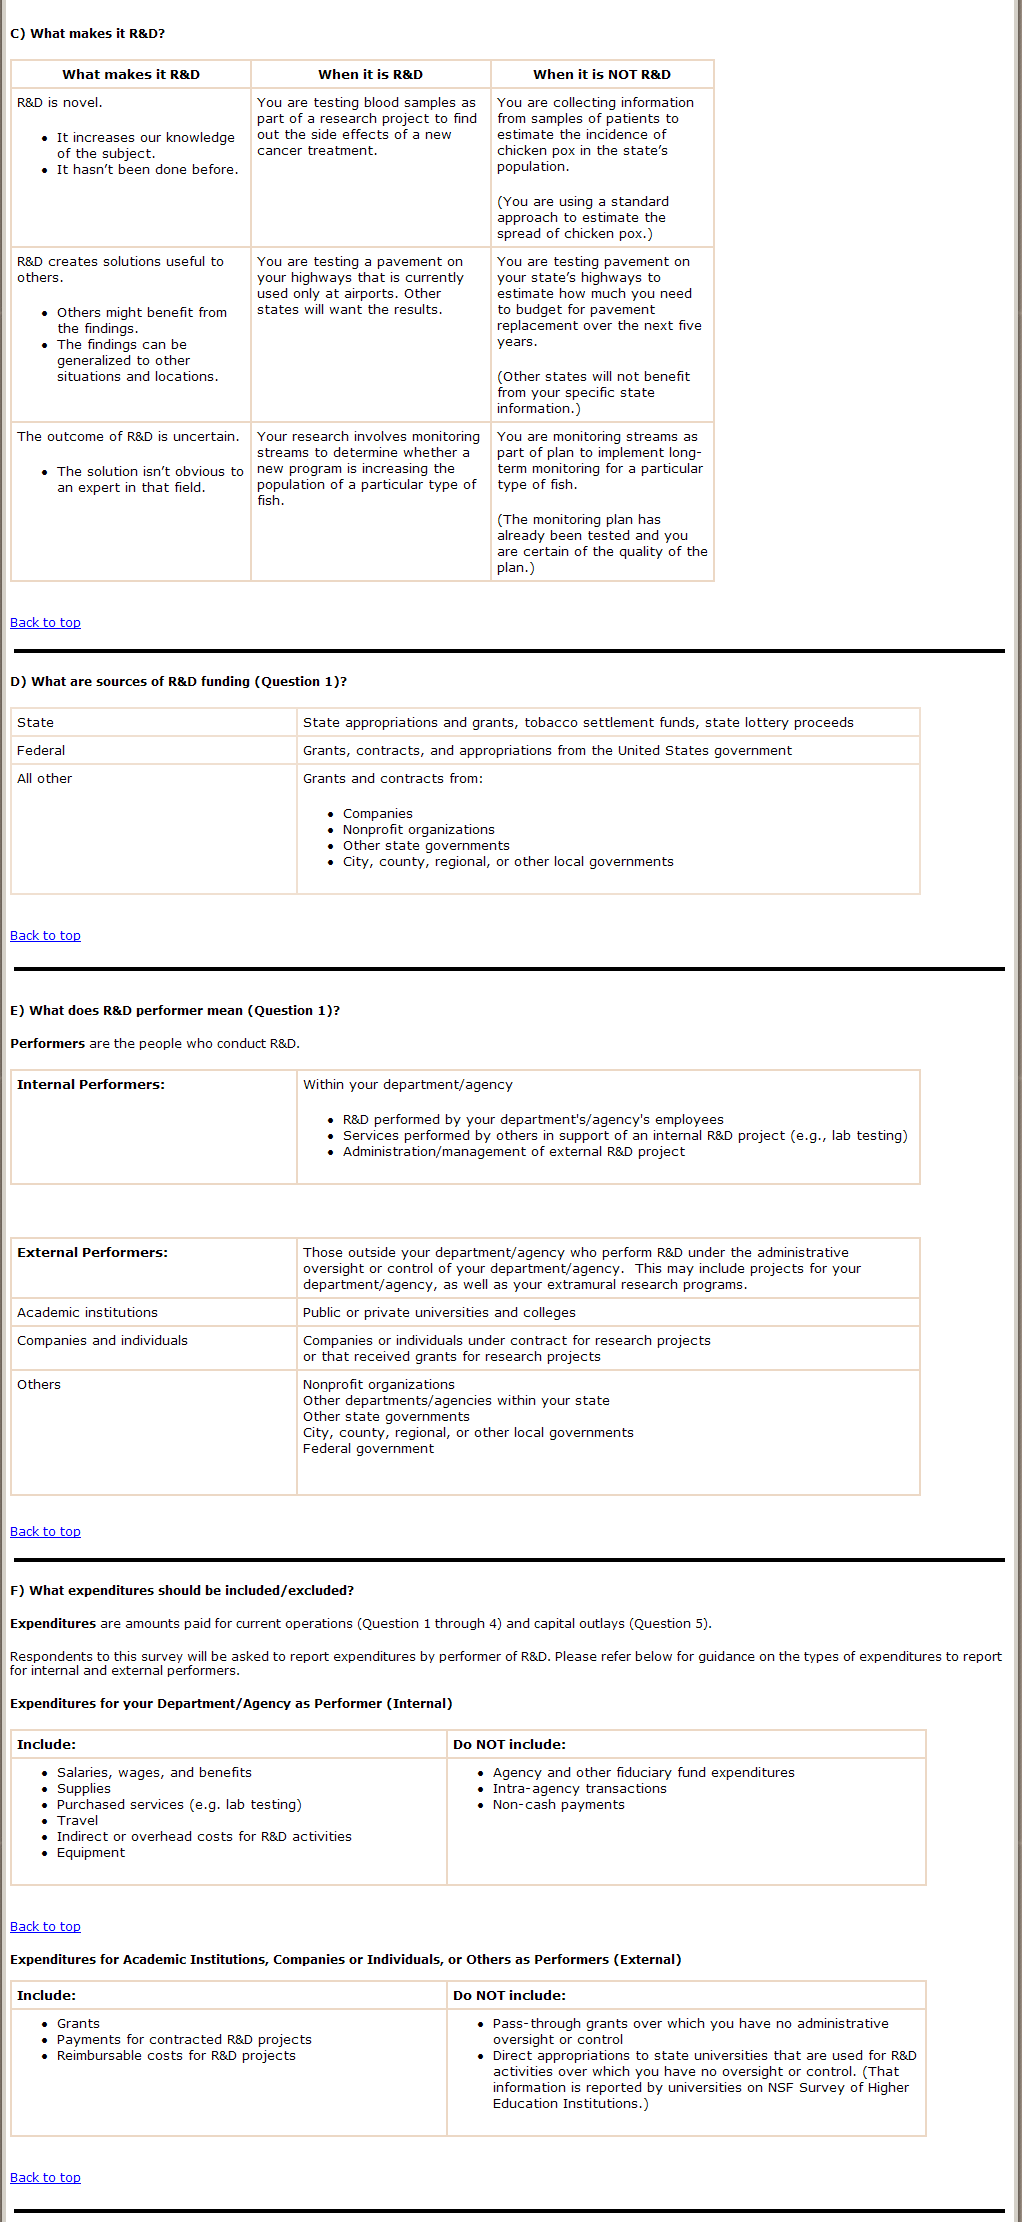 C) What makes it R&D?
What makes it R&D
When it is R&D
When it is NOT R&D
R&D is novel.
• It increases our knowledge
of the subject.
• It hasn’t been done before.
You are testing blood samples as
part of a research project to find
out the side effects of a new
cancer treatment.
You are collecting information
from samples of patients to
estimate the incidence of
chicken pox in the state’s
population.
(You are using a standard
approach to estimate the
spread of chicken pox.)
R&D creates solutions useful to
others.
• Others might benefit from
the findings.
• The findings can be
generalized to other
situations and locations.
You are testing a pavement on
your highways that is currently
used only at airports. Other
states will want the results.
You are testing pavement on
your state’s highways to
estimate how much you need
to budget for pavement
replacement over the next five
years.
(Other states will not benefit
from your specific state
information.)
The outcome of R&D is uncertain.
• The solution isn’t obvious to
an expert in that field.
Your research involves monitoring
streams to determine whether a
new program is increasing the
population of a particular type of
fish.
You are monitoring streams as
part of plan to implement long-
term monitoring for a particular
type of fish.
(The monitoring plan has
already been tested and you
are certain of the quality of the
plan.)
Back to top
D) What are sources of R&D funding (Question 1)?
State
State appropriations and grants, tobacco settlement funds, state lottery proceeds
Federal
Grants, contracts, and appropriations from the United States government
All other
Grants and contracts from:
• Companies
• Nonprofit organizations
• Other state governments
• City, county, regional, or other local governments
Back to top
E) What does R&D performer mean (Question 1)?
Performers are the people who conduct R&D.
Internal Performers:
Within your department/agency
• R&D performed by your department's/agency's employees
• Services performed by others in support of an internal R&D project (e.g., lab testing)
• Administration/management of external R&D project
External Performers:
Those outside your department/agency who perform R&D under the administrative
oversight or control of your department/agency.  This may include projects for your
department/agency, as well as your extramural research programs.
Academic institutions
Public or private universities and colleges
Companies and individuals
Companies or individuals under contract for research projects
or that received grants for research projects
Others
Nonprofit organizations
Other departments/agencies within your state
Other state governments
City, county, regional, or other local governments
Federal government
Back to top
F) What expenditures should be included/excluded?
Expenditures are amounts paid for current operations (Question 1 through 4) and capital outlays (Question 5).
Respondents to this survey will be asked to report expenditures by performer of R&D. Please refer below for guidance on the types of expenditures to report
for internal and external performers.
Expenditures for your Department/Agency as Performer (Internal)
Include:
Do NOT include:
• Salaries, wages, and benefits
• Supplies
• Purchased services (e.g. lab testing)
• Travel
• Indirect or overhead costs for R&D activities
• Equipment
• Agency and other fiduciary fund expenditures
• Intra-agency transactions
• Non-cash payments
Back to top
Expenditures for Academic Institutions, Companies or Individuals, or Others as Performers (External)
Include:
Do NOT include:
• Grants
• Payments for contracted R&D projects
• Reimbursable costs for R&D projects
• Pass-through grants over which you have no administrative
oversight or control
• Direct appropriations to state universities that are used for R&D
activities over which you have no oversight or control. (That
information is reported by universities on NSF Survey of Higher
Education Institutions.)
Back to top